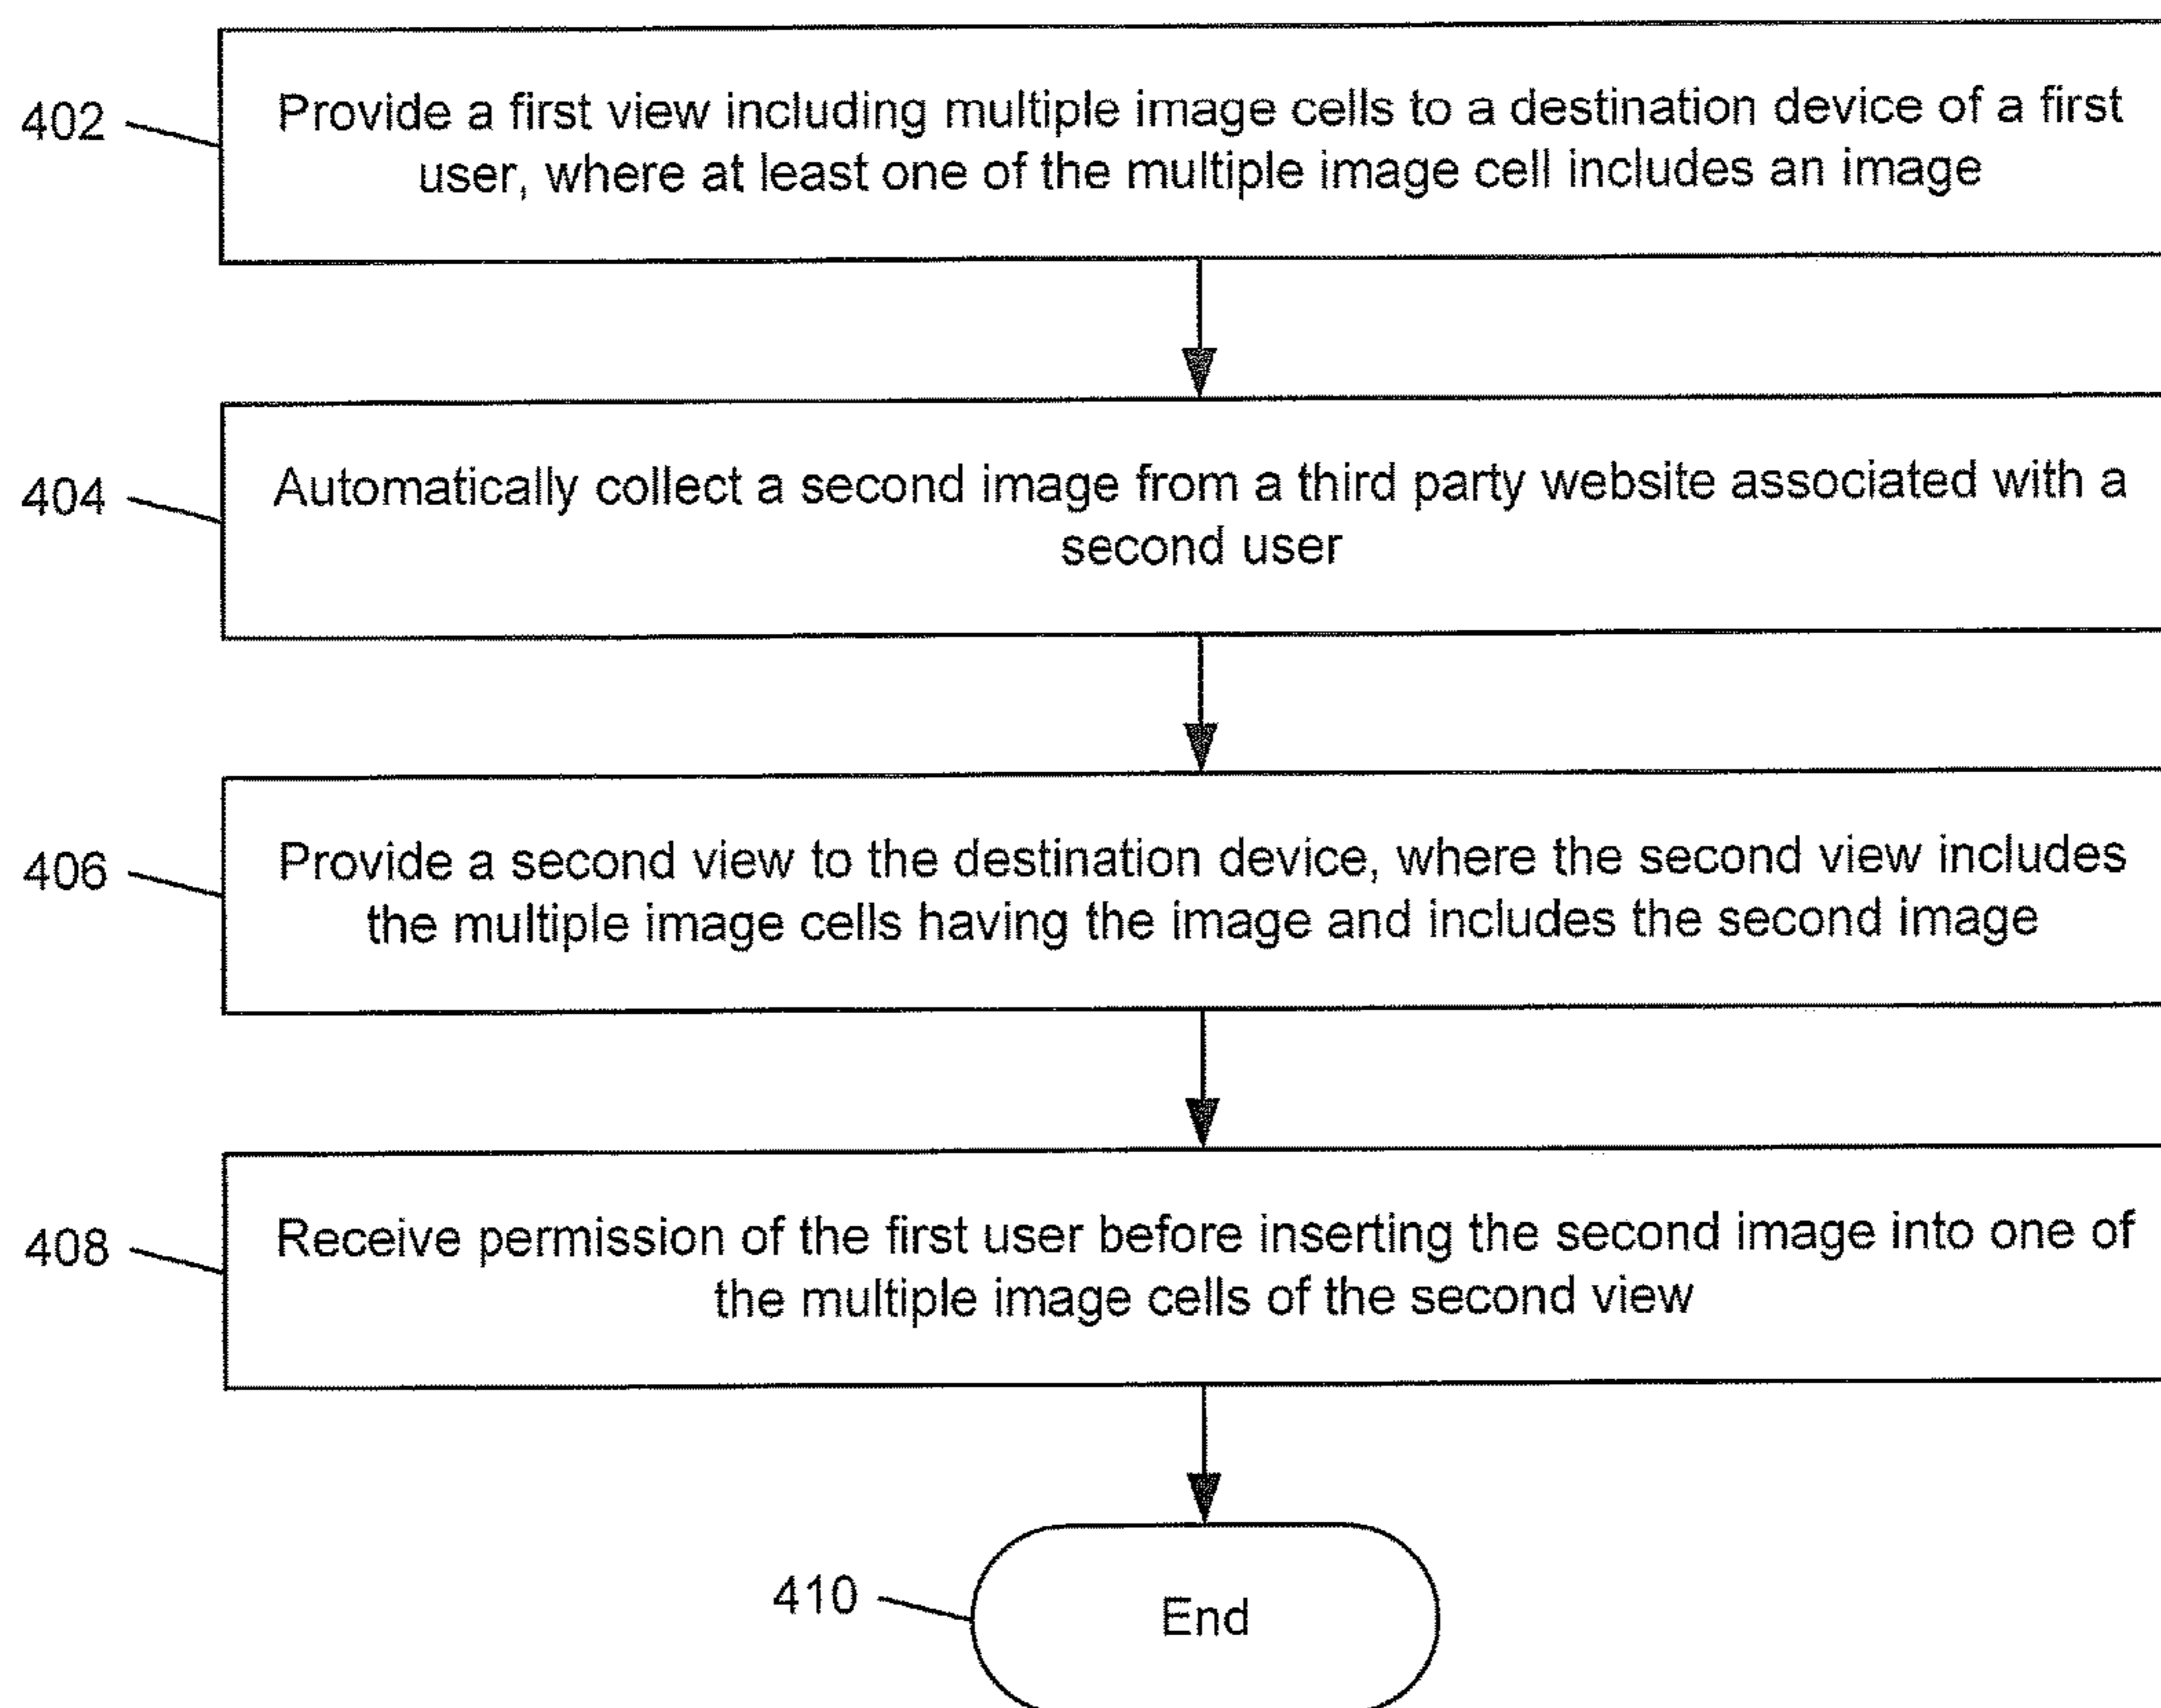 402
Provide a first view including multiple image cells to a destination device of a first
user, where at least one of the multiple image cell includes an image
404
Automatically collect a second image from a third party website associated with a
second user
406
Provide a second view to the destination device, where the second view includes
the multiple image cells having the image and includes the second image
408
Receive permission of the first user before inserting the second image into one of
the multiple image cells of the second view
410
End